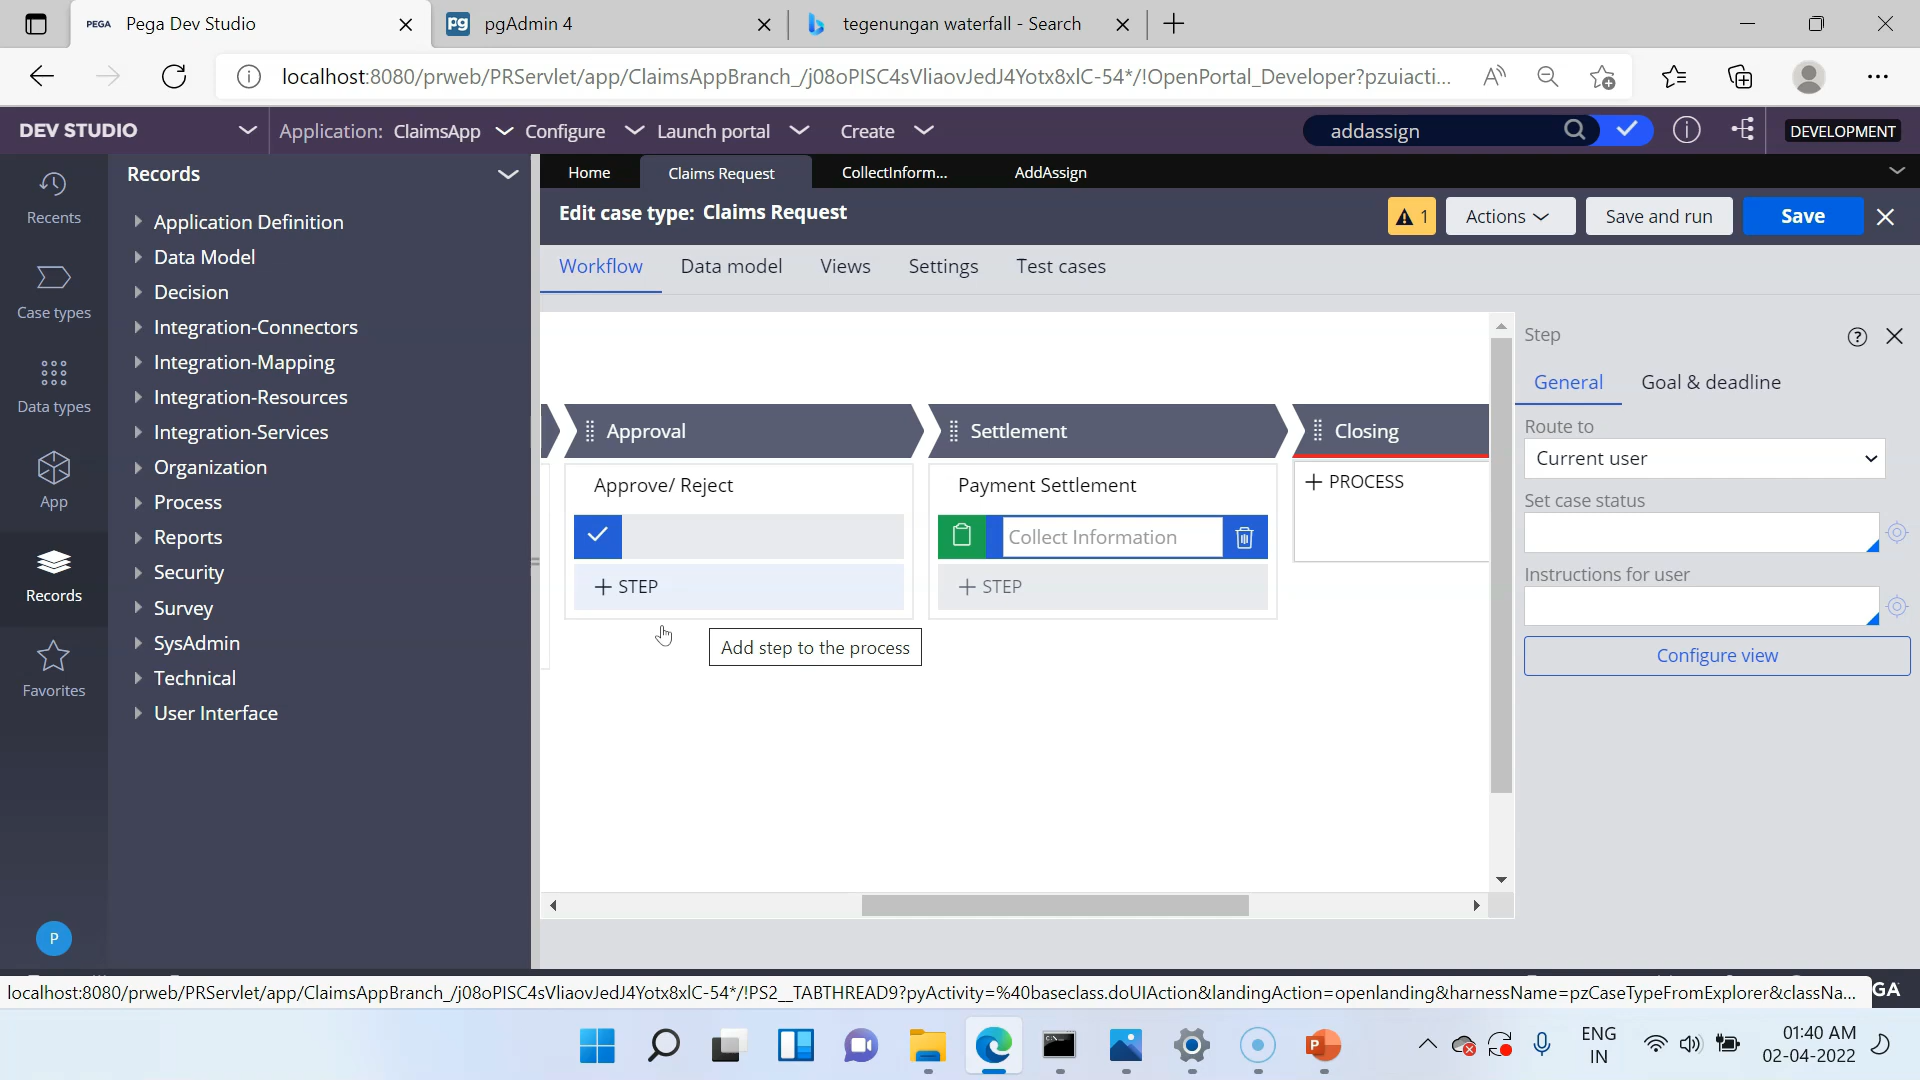 PEGA Pega Dev Studio
pgAdmin 4
tegenungan waterfall - Search
localhost:8080/prweb/PRServlet/app/ClaimsAppBranch_/j08oPISC4sVliaovJedJ4Yotx8xlC-54*/!OpenPortal_Developer?pzuiacti...
DEV STUDIO
Application: ClaimsApp
Configure
Launch portal
Create
addassign
DEVELOPMENT
Recents
Case types
Data types
App
Records
Favorites
P
Records
Application Definition
Data Model
Decision
Integration-Connectors
Integration-Mapping
Integration-Resources
Integration-Services
Organization
Process
Reports
Security
Survey
SysAdmin
Technical
User Interface
Home
Claims Request
CollectInform...
AddAssign
Edit case type: Claims Request
1
Actions
Save and run
Save
Workflow
Data model
Views
Settings
Test cases
Approval
Settlement
Closing
Approve/ Reject
Payment Settlement
+ PROCESS
Collect Information
+ STEP
+ STEP
Add step to the process
Step
General
Goal & deadline
Route to
Current user
Set case status
Instructions for user
Configure view
localhost:8080/prweb/PRServlet/app/ClaimsAppBranch_/j08oPISC4sVliaovJedJ4Yotx8xlC-54*/!PS2__TABTHREAD9?pyActivity=%40baseclass.doUIAction&landingAction=openlanding&harnessName=pzCaseTypeFromExplorer&classNa...
GA
ENG
IN
01:40 AM
02-04-2022